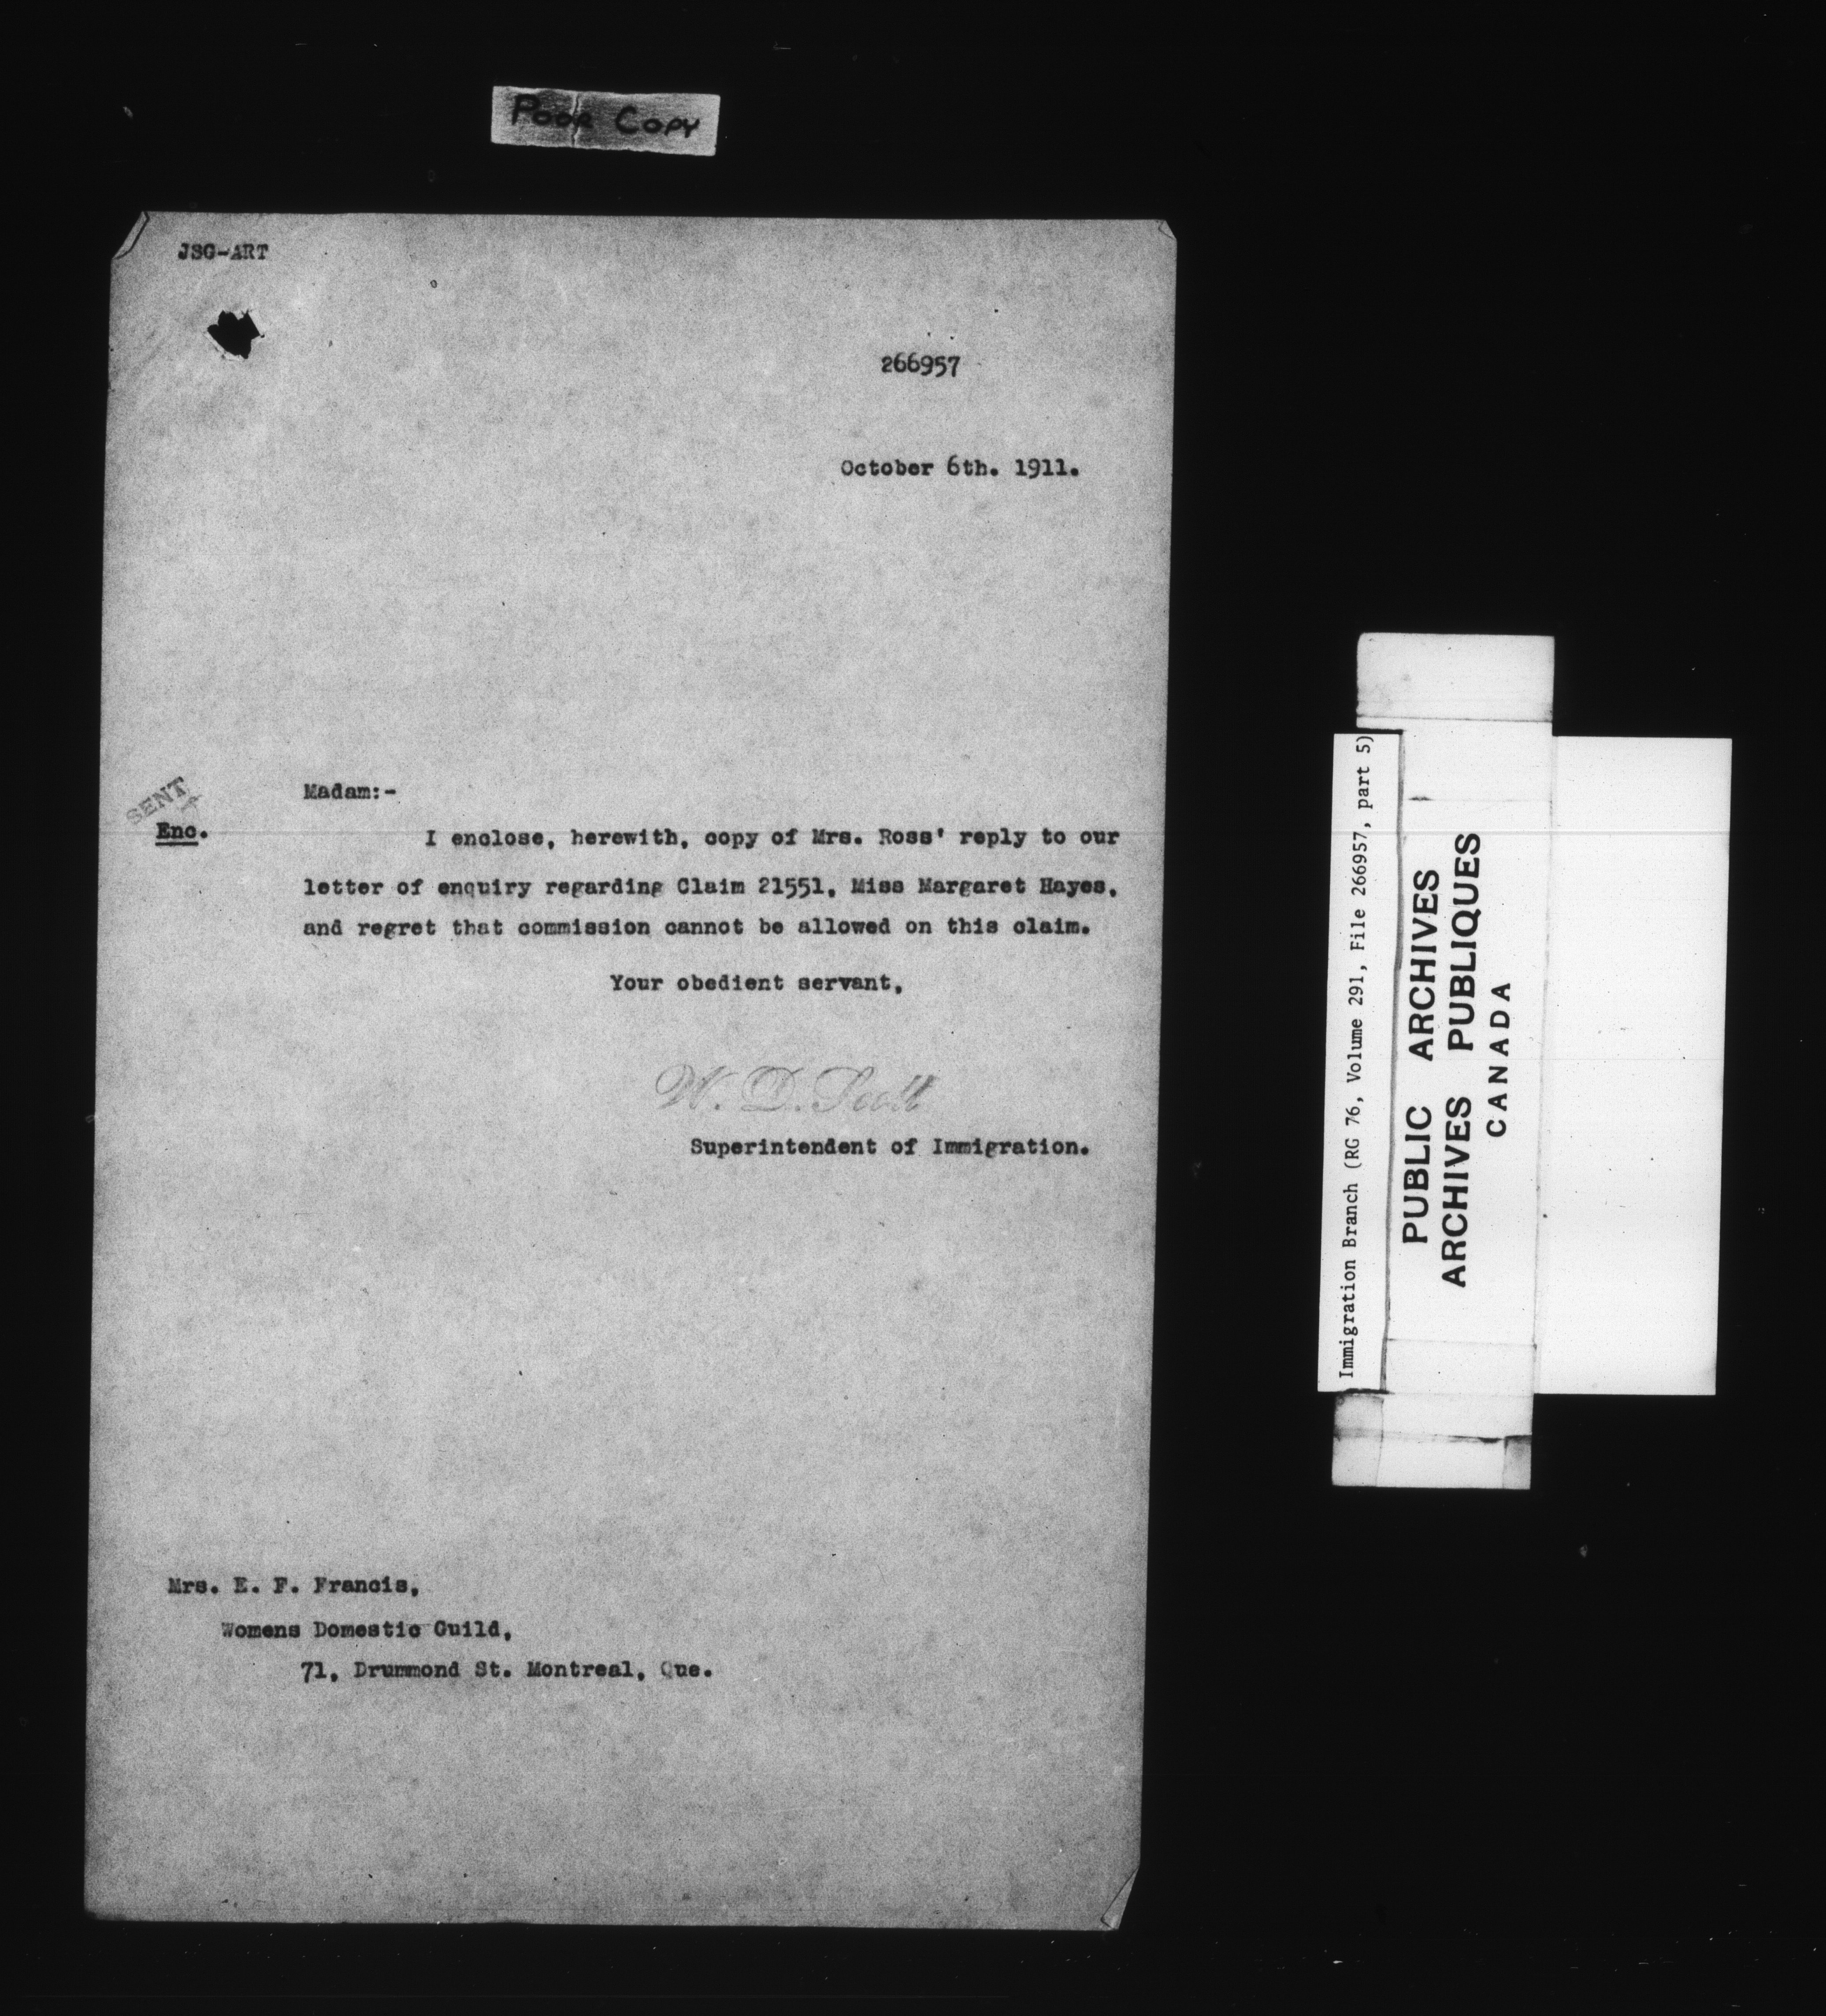 Poor Copy
JSG-ART
266957
October 6th. 1911.
SENT
Madam:-
Enc.
I enclose, herewith, copy of Mrs. Ross' reply to our
letter of enquiry regarding Claim 21551, Miss Margaret Hayes,
and regret that commission cannot be allowed on this claim.
Your obedient servant,
W. D. Scott
Superintendent of Immigration.
Mrs. E. F. Francis,
Womens Domestic Guild,
71, Drummond St. Montreal, Que.
Immigration Branch (RG 76, Volume 291, File 266957, part 5)
PUBLIC ARCHIVES
ARCHIVES PUBLIQUES
CANADA